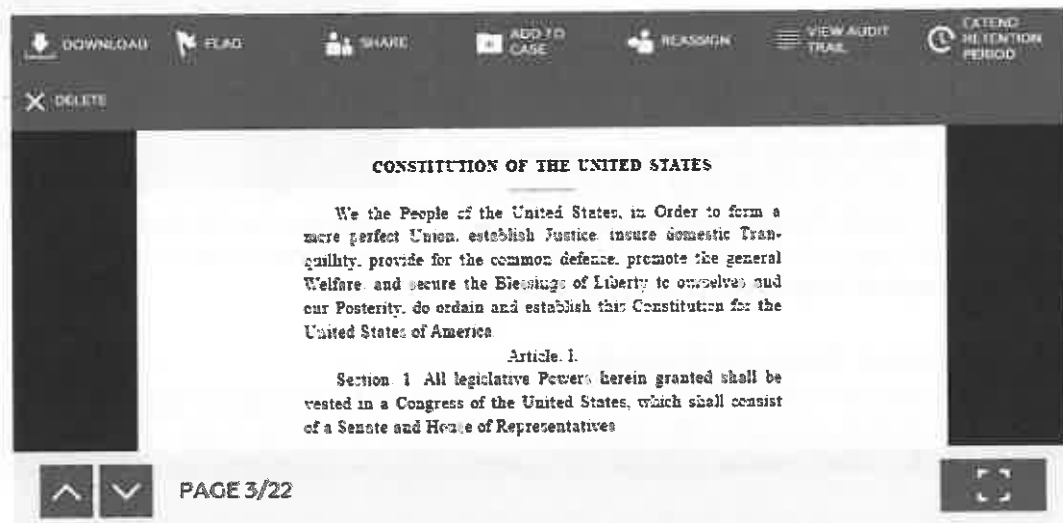 DOWNLOAD
FLAG
SHARE
ADD TO
CASE
REASSIGN
VIEW AUDIT
TRAIL
EXTEND
RETENTION
PERIOD
DELETE
CONSTITUTION OF THE UNITED STATES
We the People of the United States, in Order to form a
more perfect Union, establish Justice, insure domestic Tran-
quility, provide for the common defence, promote the general
Welfare, and secure the Blessings of Liberty to ourselves and
our Posterity, do ordain and establish this Constitution for the
United States of America
Article. I.
Section. 1 All legislative Powers herein granted shall be
vested in a Congress of the United States, which shall consist
of a Senate and House of Representatives
PAGE 3/22